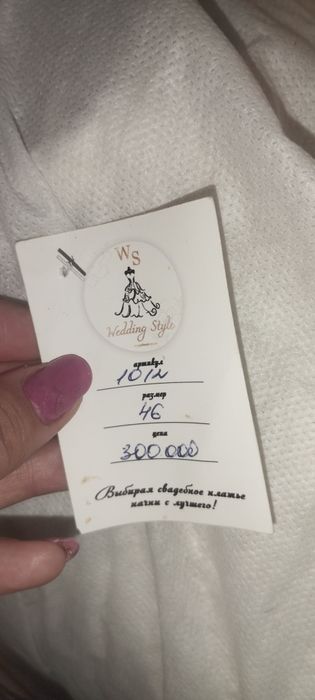 WS
Wedding Style
артикул
1012
размер
46
цена
300 000
Выбирая свадебное платье
начни с лучшего!